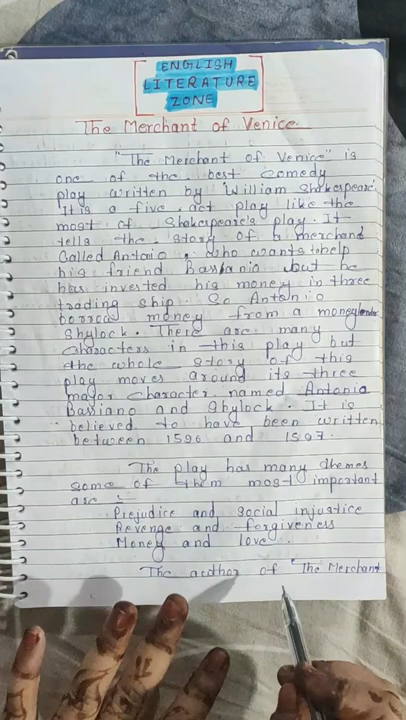 ENGLISH
LITERATURE
ZONE
The Merchant of Venice
"The Merchant of Venice" is
one of the best comedy
play written by William Shakespeare.
It is a five act play like the
most of Shakespeare's play. It
tells the story of a merchand
Called Antonio, who wants to help
his friend Bassanio but he
has invested his money in three
trading ship. So Antonio
borrow money from a moneylender
Shylock. There are many
characters in this play but
the whole story of this
play moves around its three
major character named Antonio
Bassiano and Shylock. It is
believed to have been written
between 1596 and 1597.
The play has many themes
some of them most important
are :-
Prejudice and social injustice
Revenge and forgiveness
Money and love.
The author of "The Merchant